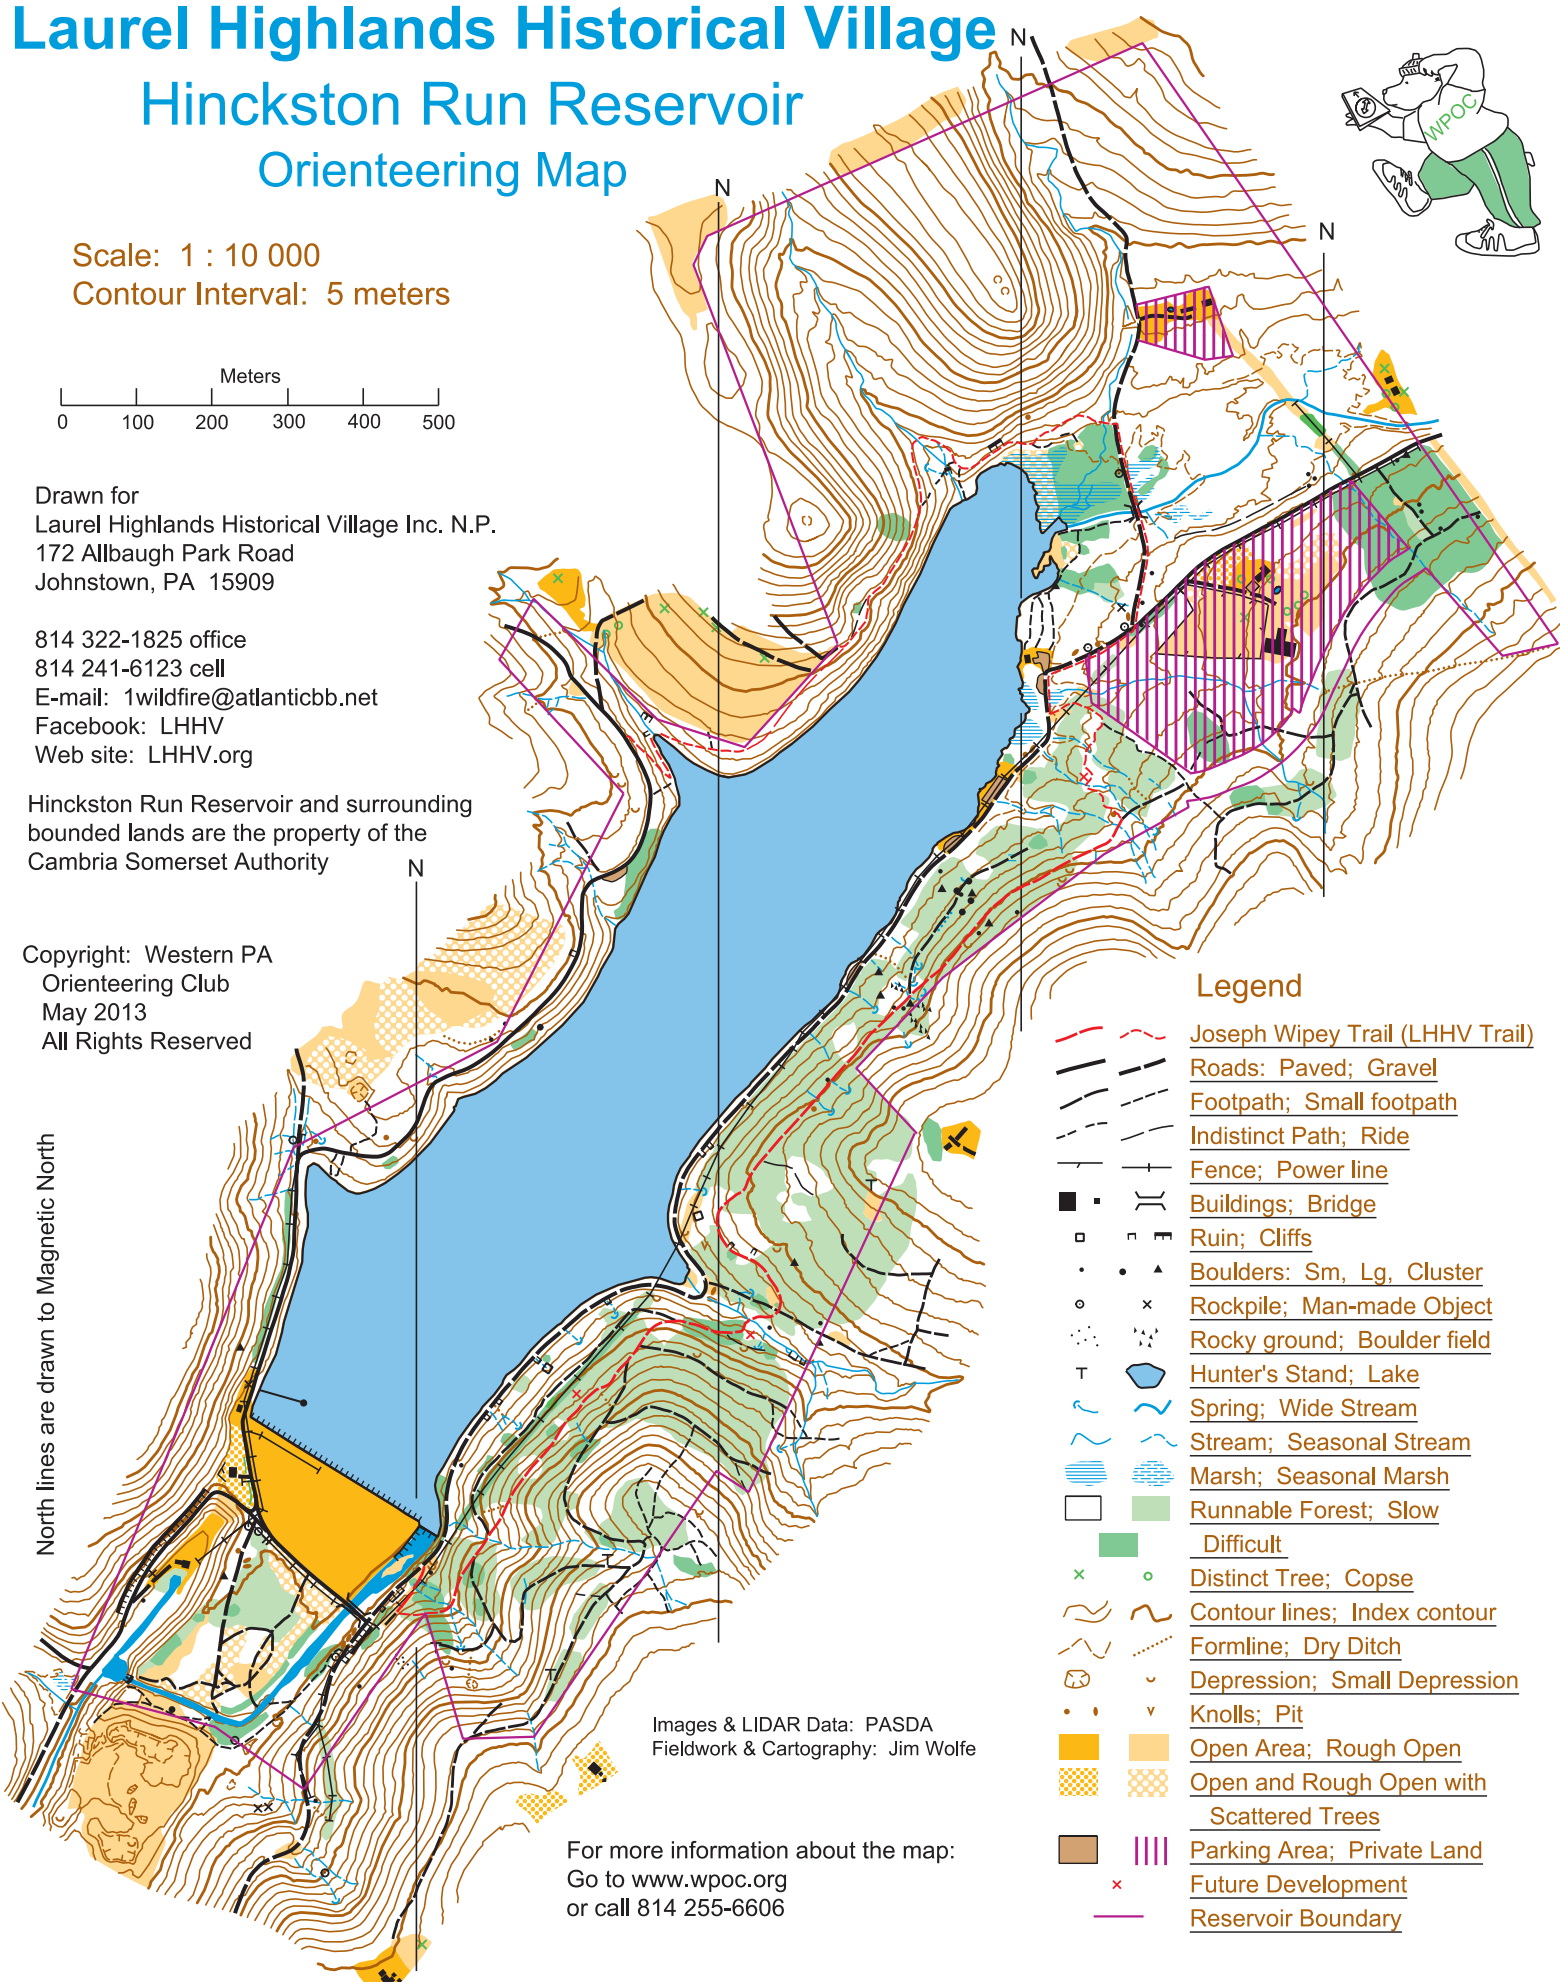 Laurel Highlands Historical Village
Hinckston Run Reservoir
Orienteering Map
N
N
N
N
WPOC
Scale: 1 : 10 000
Contour Interval: 5 meters
Meters
0 100 200 300 400 500
Drawn for
Laurel Highlands Historical Village Inc. N.P.
172 Allbaugh Park Road
Johnstown, PA 15909
814 322-1825 office
814 241-6123 cell
E-mail: 1wildfire@atlanticbb.net
Facebook: LHHV
Web site: LHHV.org
Hinckston Run Reservoir and surrounding
bounded lands are the property of the
Cambria Somerset Authority
Copyright: Western PA
Orienteering Club
May 2013
All Rights Reserved
North lines are drawn to Magnetic North
Legend
Joseph Wipey Trail (LHHV Trail)
Roads: Paved; Gravel
Footpath; Small footpath
Indistinct Path; Ride
Fence; Power line
Buildings; Bridge
Ruin; Cliffs
Boulders: Sm, Lg, Cluster
Rockpile; Man-made Object
Rocky ground; Boulder field
Hunter's Stand; Lake
Spring; Wide Stream
Stream; Seasonal Stream
Marsh; Seasonal Marsh
Runnable Forest; Slow
Difficult
Distinct Tree; Copse
Contour lines; Index contour
Formline; Dry Ditch
Depression; Small Depression
Knolls; Pit
Open Area; Rough Open
Open and Rough Open with
Scattered Trees
Parking Area; Private Land
Future Development
Reservoir Boundary
Images & LIDAR Data: PASDA
Fieldwork & Cartography: Jim Wolfe
For more information about the map:
Go to www.wpoc.org
or call 814 255-6606